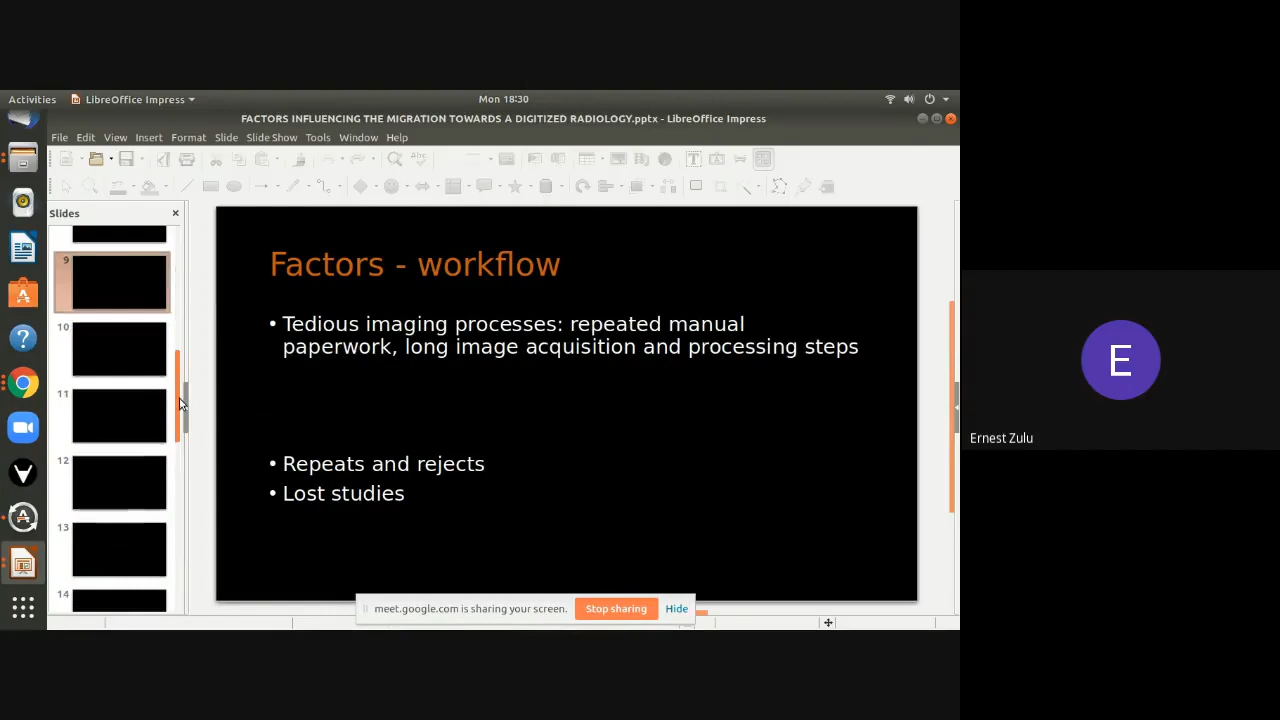 Activities LibreOffice Impress Mon 18:30
FACTORS INFLUENCING THE MIGRATION TOWARDS A DIGITIZED RADIOLOGY.pptx - LibreOffice Impress
File Edit View Insert Format Slide Slide Show Tools Window Help
Slides
9
10
11
12
13
14
Factors - workflow
• Tedious imaging processes: repeated manual
paperwork, long image acquisition and processing steps
• Repeats and rejects
• Lost studies
meet.google.com is sharing your screen. Stop sharing Hide
E
Ernest Zulu